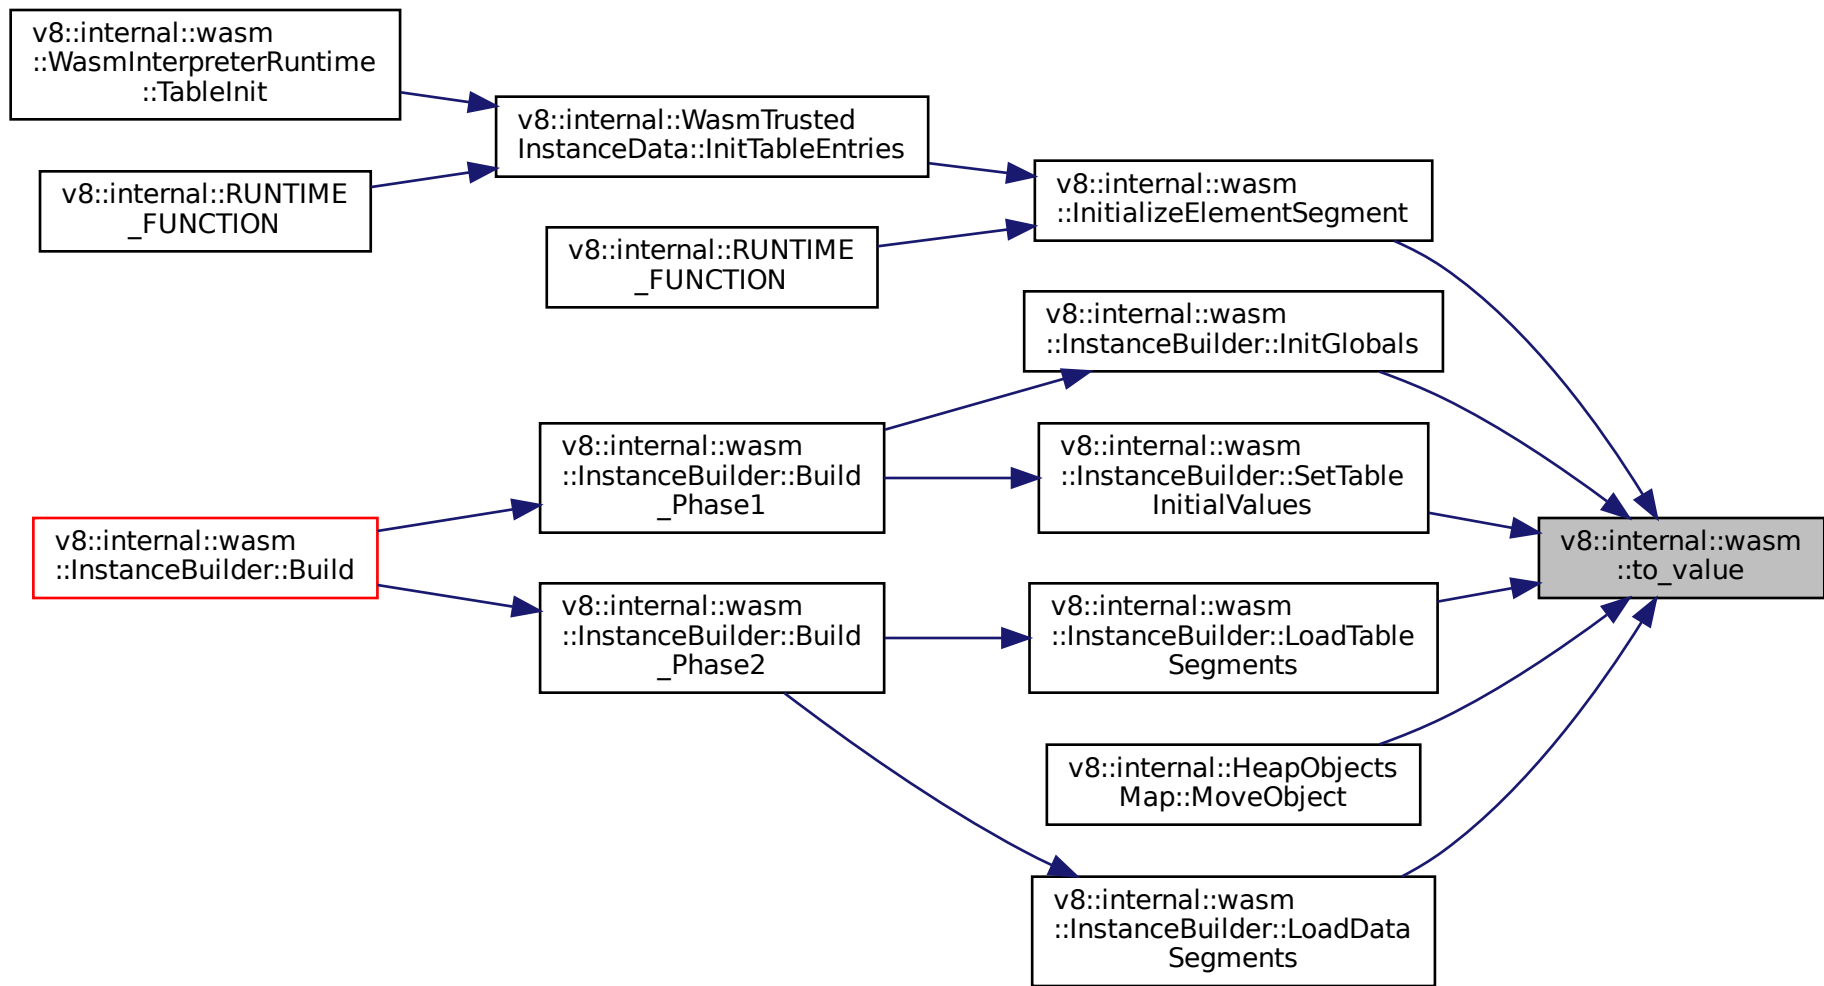 v8::internal::wasm
::WasmInterpreterRuntime
::TableInit
v8::internal::RUNTIME
_FUNCTION
v8::internal::WasmTrusted
InstanceData::InitTableEntries
v8::internal::RUNTIME
_FUNCTION
v8::internal::wasm
::InitializeElementSegment
v8::internal::wasm
::InstanceBuilder::InitGlobals
v8::internal::wasm
::InstanceBuilder::Build
_Phase1
v8::internal::wasm
::InstanceBuilder::SetTable
InitialValues
v8::internal::wasm
::InstanceBuilder::Build
v8::internal::wasm
::to_value
v8::internal::wasm
::InstanceBuilder::Build
_Phase2
v8::internal::wasm
::InstanceBuilder::LoadTable
Segments
v8::internal::HeapObjects
Map::MoveObject
v8::internal::wasm
::InstanceBuilder::LoadData
Segments